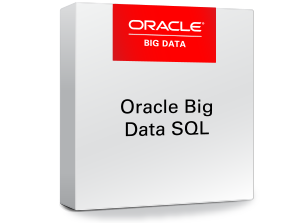 ORACLE®
BIG DATA
Oracle Big
Data SQL